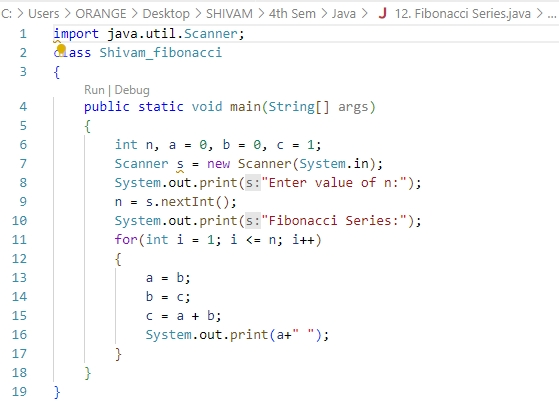 C: > Users > ORANGE > Desktop > SHIVAM > 4th Sem > Java > J 12. Fibonacci Series.java > ...
1 import java.util.Scanner;
2 class Shivam_fibonacci
3 {
Run | Debug
4 public static void main(String[] args)
5 {
6 int n, a = 0, b = 0, c = 1;
7 Scanner s = new Scanner(System.in);
8 System.out.print(s:"Enter value of n:");
9 n = s.nextInt();
10 System.out.print(s:"Fibonacci Series:");
11 for(int i = 1; i <= n; i++)
12 {
13 a = b;
14 b = c;
15 c = a + b;
16 System.out.print(a+" ");
17 }
18 }
19 }